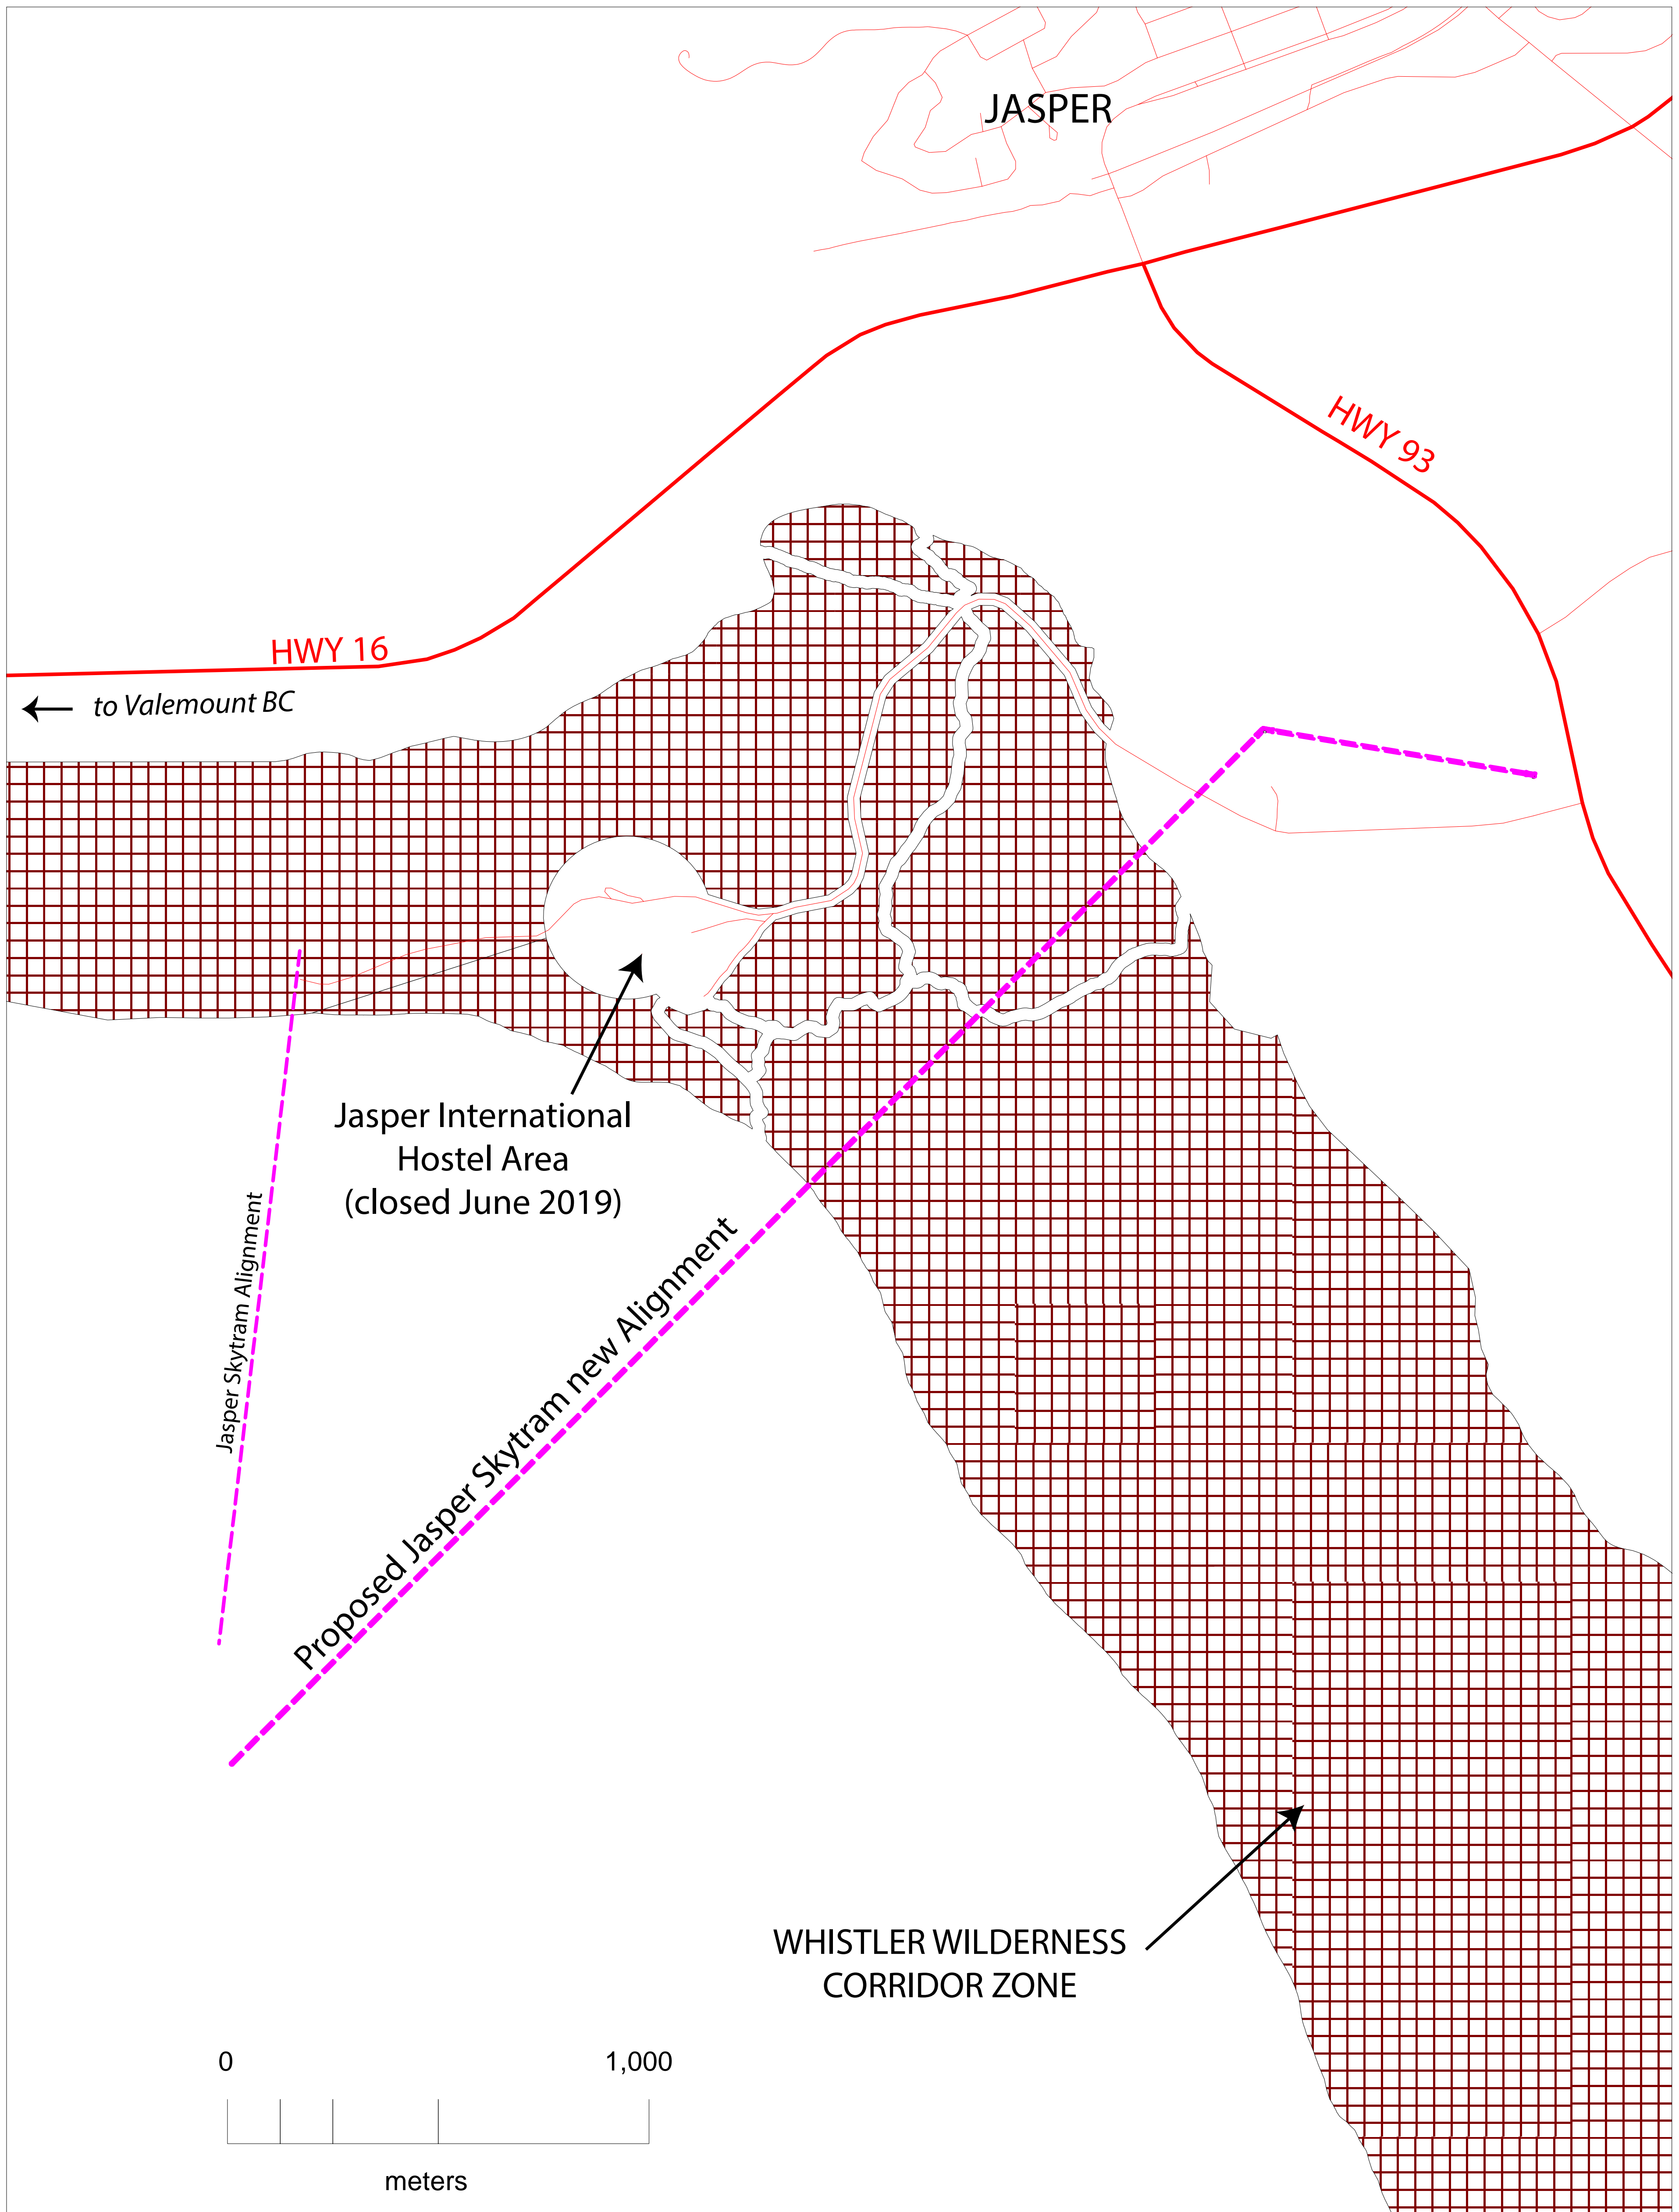 JASPER
HWY 93
HWY 16
to Valemount BC
Jasper International
Hostel Area
(closed June 2019)
Jasper Skytram Alignment
Proposed Jasper Skytram new Alignment
WHISTLER WILDERNESS
CORRIDOR ZONE
0 1,000
meters